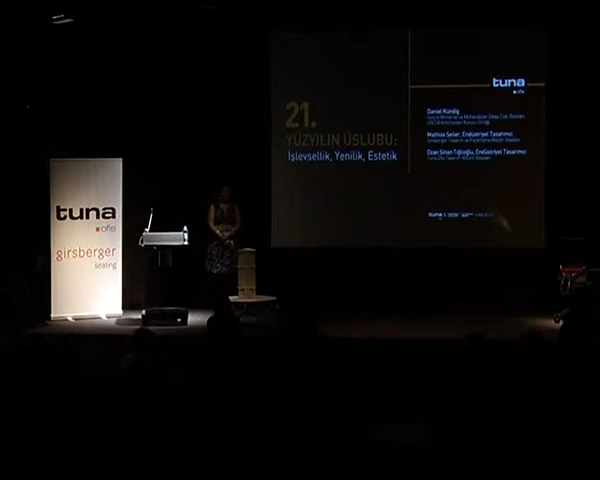 tuna
ofis
girsberger
seating
21.
YÜZYILIN ÜSLUBU:
İşlevsellik, Yenilik, Estetik
tuna
ofis
Daniel Kündig
Mathias Seiler, Endüstriyel Tasarımcı
Ozan Sinan Tığlıoğlu, Endüstriyel Tasarımcı
tuna